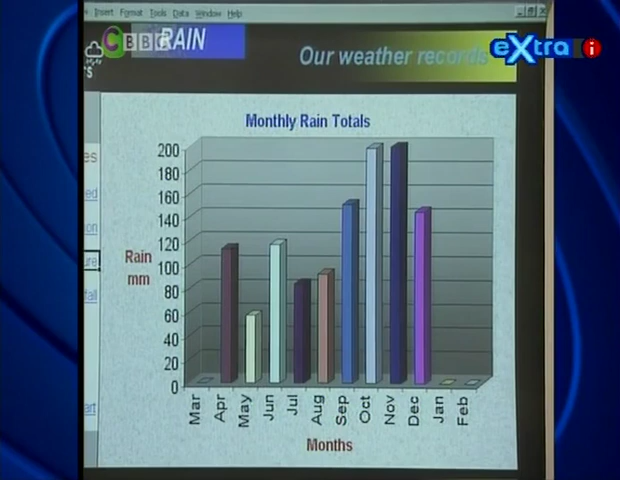 Insert Format Tools Data Window Help
CBBC
RAIN
Our weather records
eXtra i
Monthly Rain Totals
200
180
160
140
120
100
80
60
40
20
0
Rain
mm
Mar Apr May Jun Jul Aug Sep Oct Nov Dec Jan Feb
Months